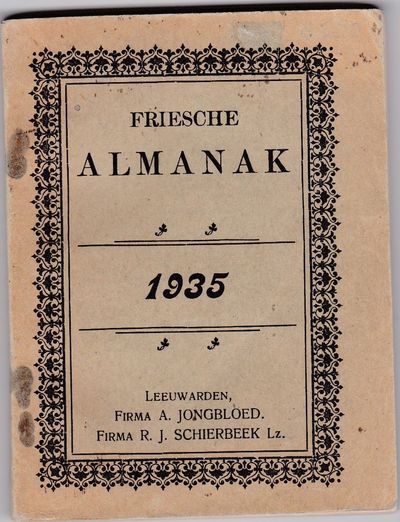 FRIESCHE
ALMANAK
1935
LEEUWARDEN,
FIRMA A. JONGBLOED.
FIRMA R. J. SCHIERBEEK Lz.